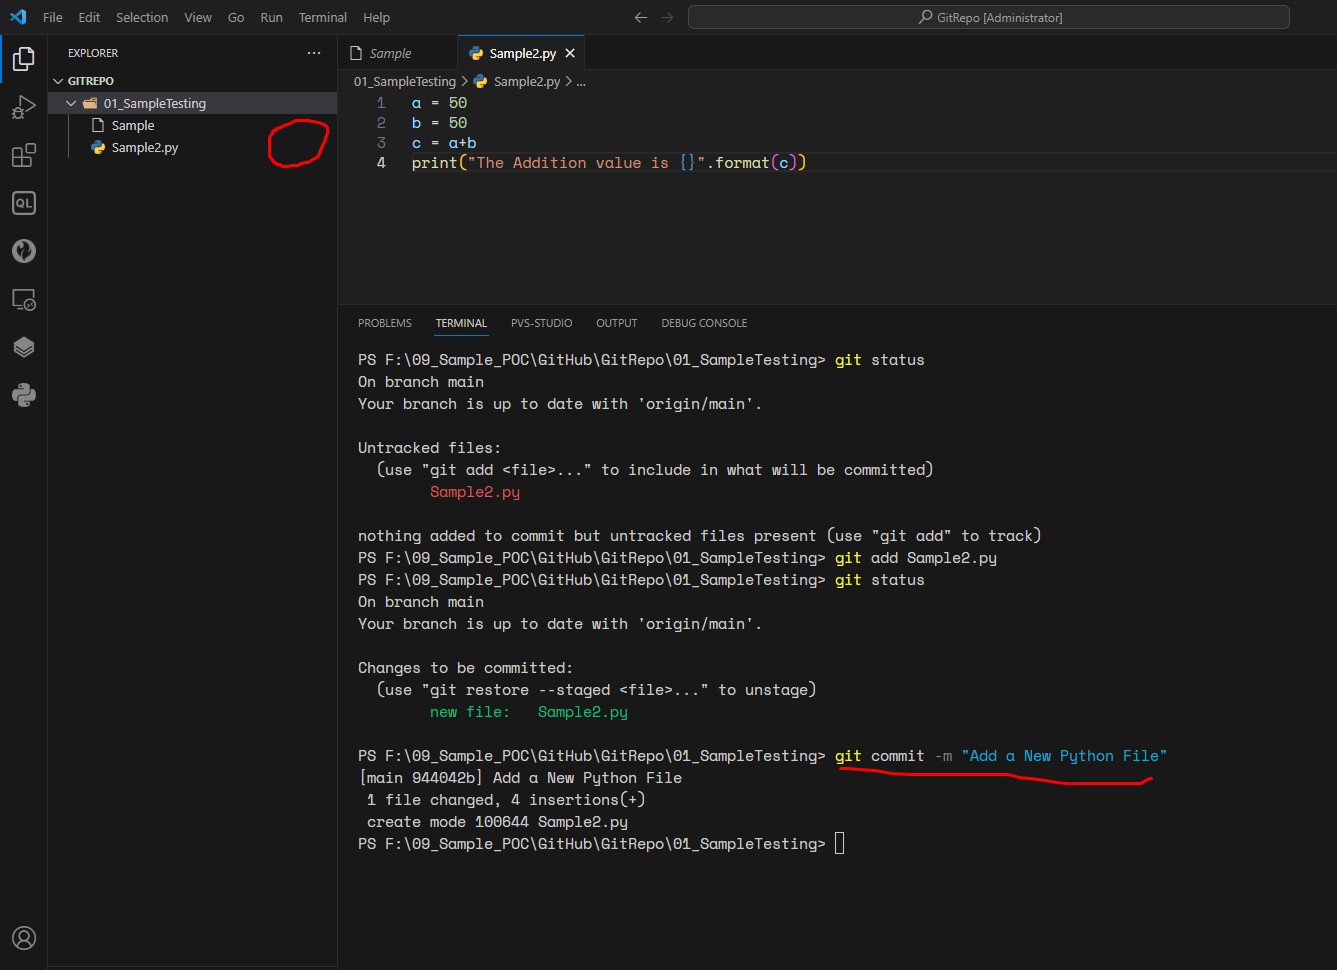 File Edit Selection View Go Run Terminal Help
GitRepo [Administrator]
EXPLORER
GITREPO
01_SampleTesting
Sample
Sample2.py
QL
Sample
Sample2.py
01_SampleTesting > Sample2.py > ...
1 a = 50
2 b = 50
3 c = a+b
4 print("The Addition value is {}".format(c))
PROBLEMS TERMINAL PVS-STUDIO OUTPUT DEBUG CONSOLE
PS F:\09_Sample_POC\GitHub\GitRepo\01_SampleTesting> git status
On branch main
Your branch is up to date with 'origin/main'.
Untracked files:
(use "git add <file>..." to include in what will be committed)
Sample2.py
nothing added to commit but untracked files present (use "git add" to track)
PS F:\09_Sample_POC\GitHub\GitRepo\01_SampleTesting> git add Sample2.py
PS F:\09_Sample_POC\GitHub\GitRepo\01_SampleTesting> git status
On branch main
Your branch is up to date with 'origin/main'.
Changes to be committed:
(use "git restore --staged <file>..." to unstage)
new file: Sample2.py
PS F:\09_Sample_POC\GitHub\GitRepo\01_SampleTesting> git commit -m "Add a New Python File"
[main 944042b] Add a New Python File
1 file changed, 4 insertions(+)
create mode 100644 Sample2.py
PS F:\09_Sample_POC\GitHub\GitRepo\01_SampleTesting>